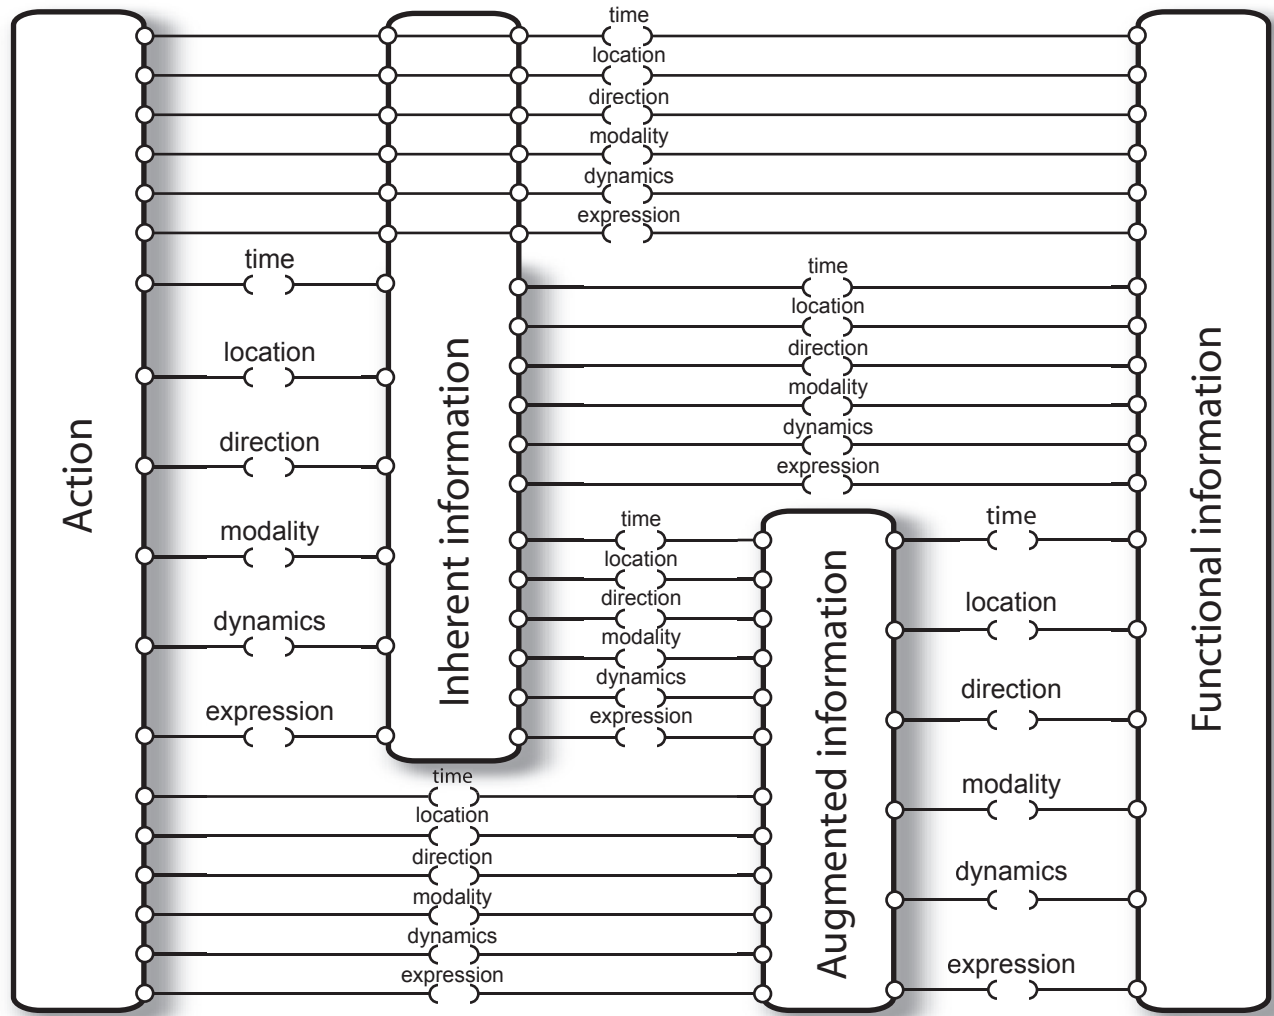 time
location
direction
modality
dynamics
expression
Action
time
location
direction
modality
dynamics
expression
Inherent information
time
location
direction
modality
dynamics
expression
time
location
direction
modality
dynamics
expression
time
location
direction
modality
dynamics
expression
Augmented information
time
location
direction
modality
dynamics
expression
Functional information